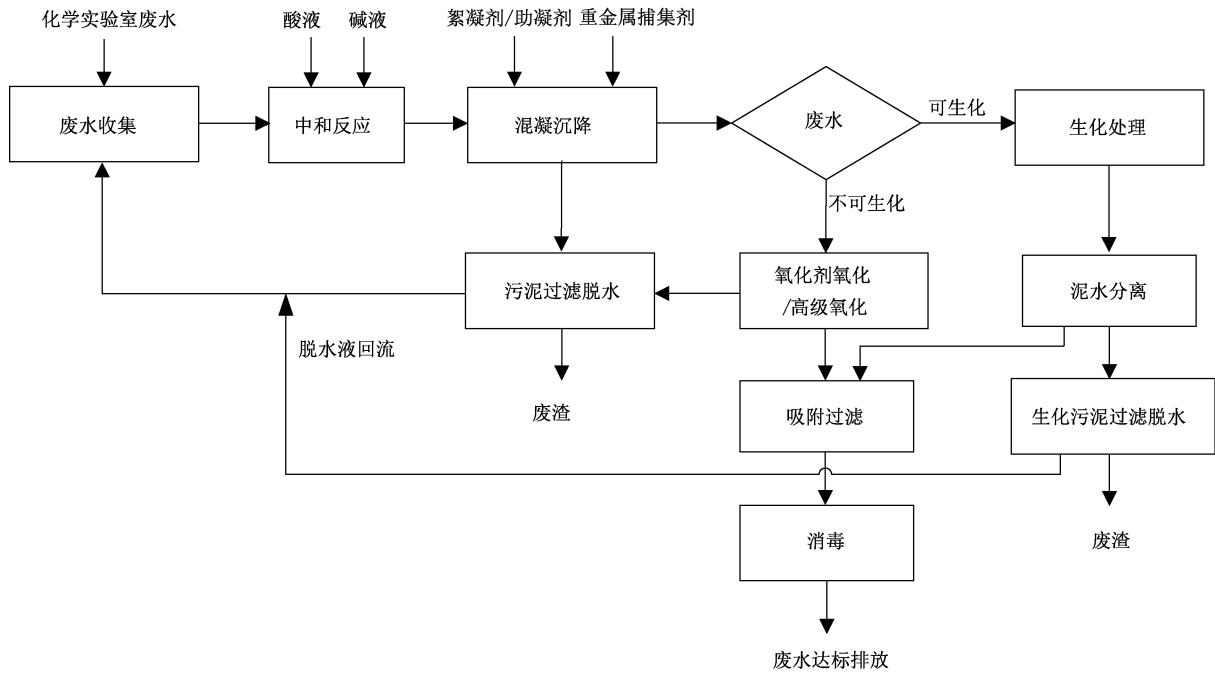 化学实验室废水
酸液
碱液
絮凝剂/助凝剂
重金属捕集剂
废水收集
中和反应
混凝沉降
废水
可生化
生化处理
不可生化
污泥过滤脱水
氧化剂氧化
/高级氧化
泥水分离
脱水液回流
废渣
吸附过滤
生化污泥过滤脱水
消毒
废渣
废水达标排放